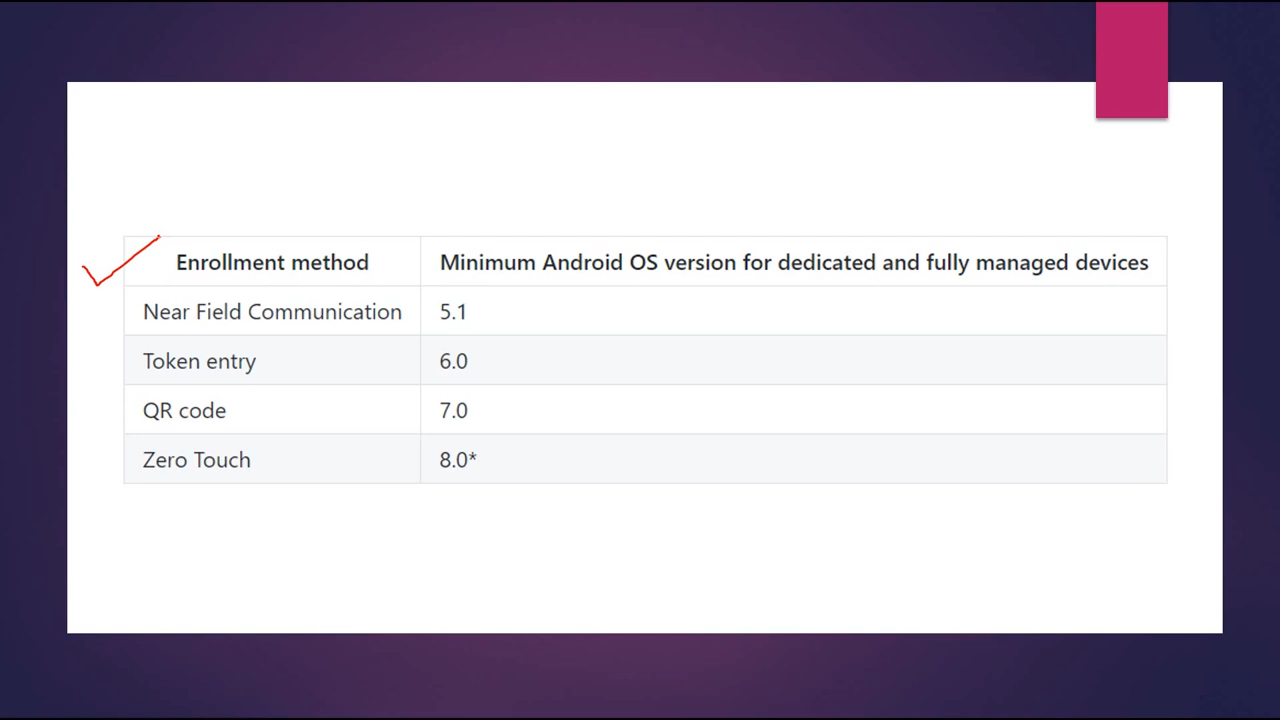 Enrollment method Minimum Android OS version for dedicated and fully managed devices
Near Field Communication 5.1
Token entry 6.0
QR code 7.0
Zero Touch 8.0*